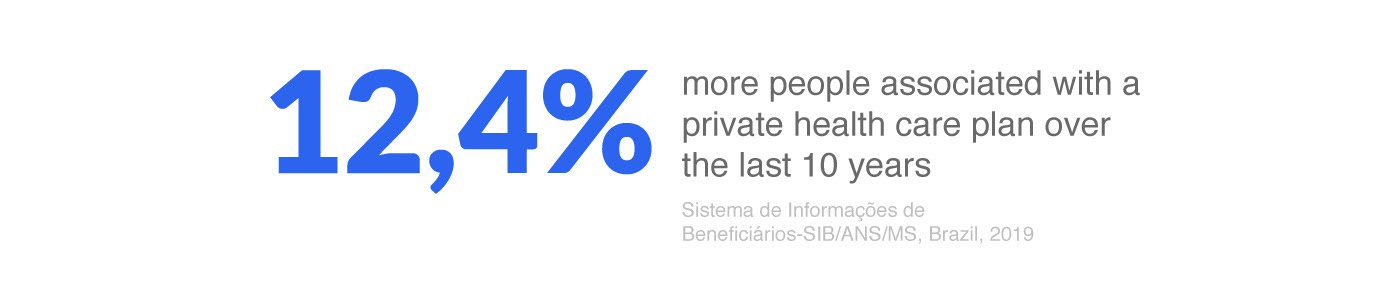 12,4%
more people associated with a
private health care plan over
the last 10 years
Sistema de Informações de
Beneficiários-SIB/ANS/MS, Brazil, 2019